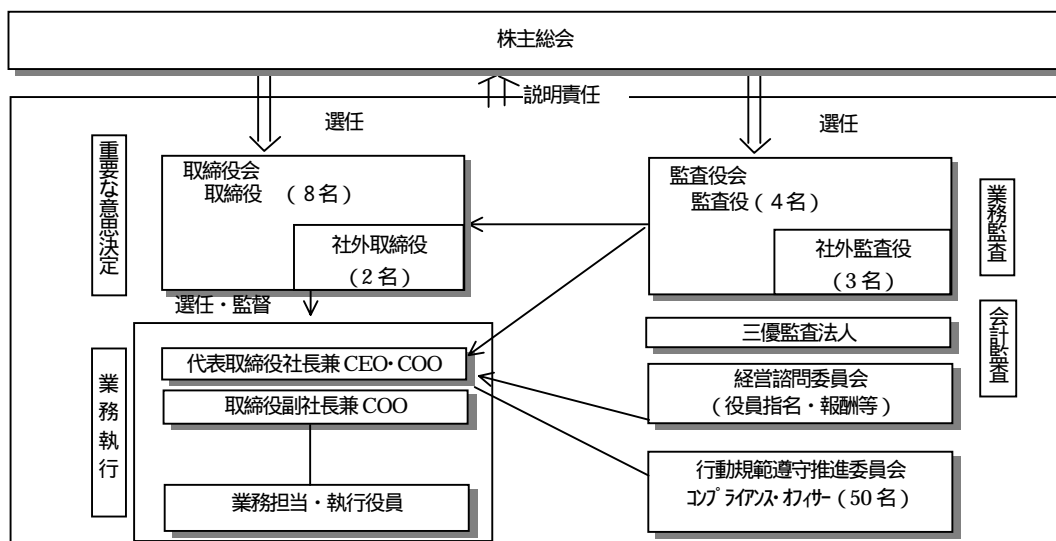 株主総会
説明責任
選任
選任
重要な意思決定
取締役会
取締役 (8名)
社外取締役
(2名)
監査役会
監査役(4名)
社外監査役
(3名)
業務監査
選任・監督
会計監査
三優監査法人
業務執行
代表取締役社長兼 CEO・COO
取締役副社長兼 COO
業務担当・執行役員
経営諮問委員会
(役員指名・報酬等)
行動規範遵守推進委員会
コンプライアンス・オフィサー(50名)